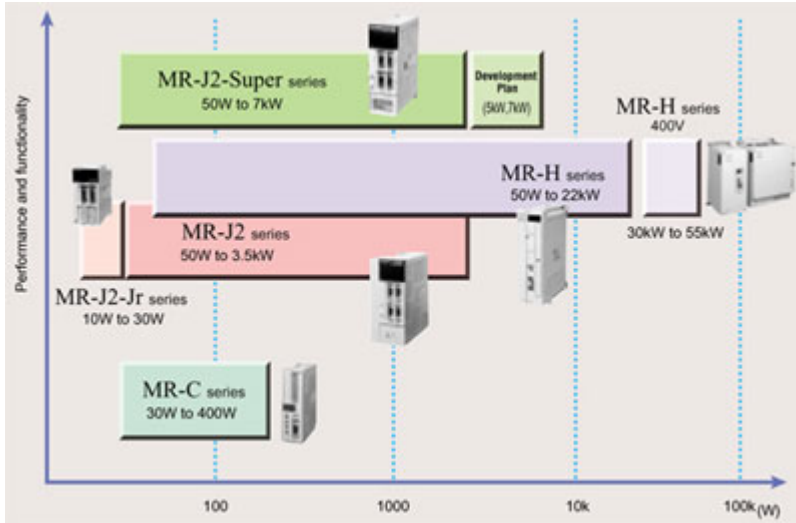 Performance and functionality
MR-J2-Super series
50W to 7kW
Development
Plan
(5kW,7kW)
MR-H series
400V
MR-H series
50W to 22kW
30kW to 55kW
MR-J2 series
50W to 3.5kW
MR-J2-Jr series
10W to 30W
MR-C series
30W to 400W
100
1000
10k
100k(W)